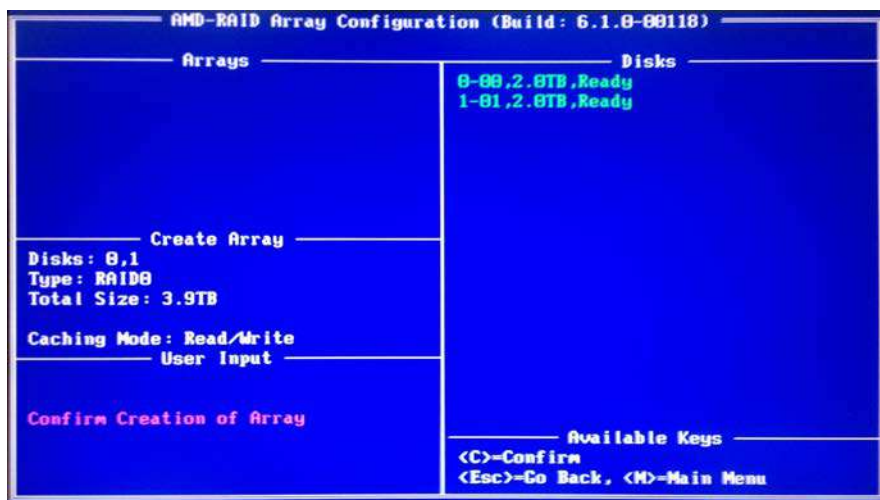 AMD-RAID Array Configuration (Build: 6.1.0-00118)
Arrays
Create Array
Disks: 0,1
Type: RAID0
Total Size: 3.9TB
Caching Mode: Read/Write
User Input
Confirm Creation of Array
Disks
0-00,2.0TB,Ready
1-01,2.0TB,Ready
Available Keys
<C>=Confirm
<Esc>=Go Back, <M>=Main Menu